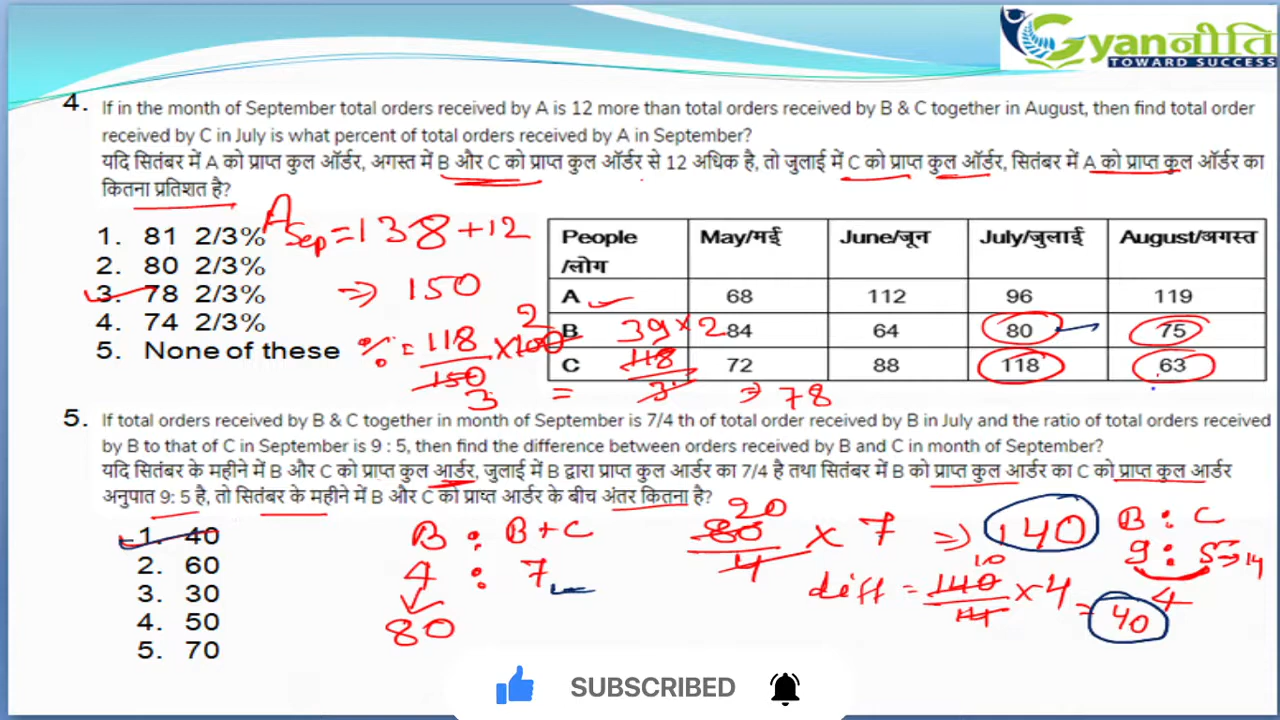 Gyanनीति
TOWARD SUCCESS
4. If in the month of September total orders received by A is 12 more than total orders received by B & C together in August, then find total order
received by C in July is what percent of total orders received by A in September?
यदि सितंबर में A को प्राप्त कुल ऑर्डर, अगस्त में B और C को प्राप्त कुल ऑर्डर से 12 अधिक है, तो जुलाई में C को प्राप्त कुल ऑर्डर, सितंबर में A को प्राप्त कुल ऑर्डर का
कितना प्रतिशत है?
1. 81 2/3%
2. 80 2/3%
3. 78 2/3%
4. 74 2/3%
5. None of these
A Sep = 138 + 12
=> 150
% = 118/150 × 100 2
3
= 118/3 39 × 2
=> 78
People/लोग May/मई June/जून July/जुलाई August/अगस्त
A 68 112 96 119
B 84 64 80 75
C 72 88 118 63
5. If total orders received by B & C together in month of September is 7/4 th of total order received by B in July and the ratio of total orders received
by B to that of C in September is 9 : 5, then find the difference between orders received by B and C in month of September?
यदि सितंबर के महीने में B और C को प्राप्त कुल आर्डर, जुलाई में B द्वारा प्राप्त कुल आर्डर का 7/4 है तथा सितंबर में B को प्राप्त कुल आर्डर का C को प्राप्त कुल आर्डर
अनुपात 9: 5 है, तो सितंबर के महीने में B और C को प्राप्त आर्डर के बीच अंतर कितना है?
1. 40
2. 60
3. 30
4. 50
5. 70
B : B+C
4 : 7
80
80/4 20 × 7 => 140
B : C
9 : 5 → 14
4
diff = 140/14 10 × 4 = 40
SUBSCRIBED